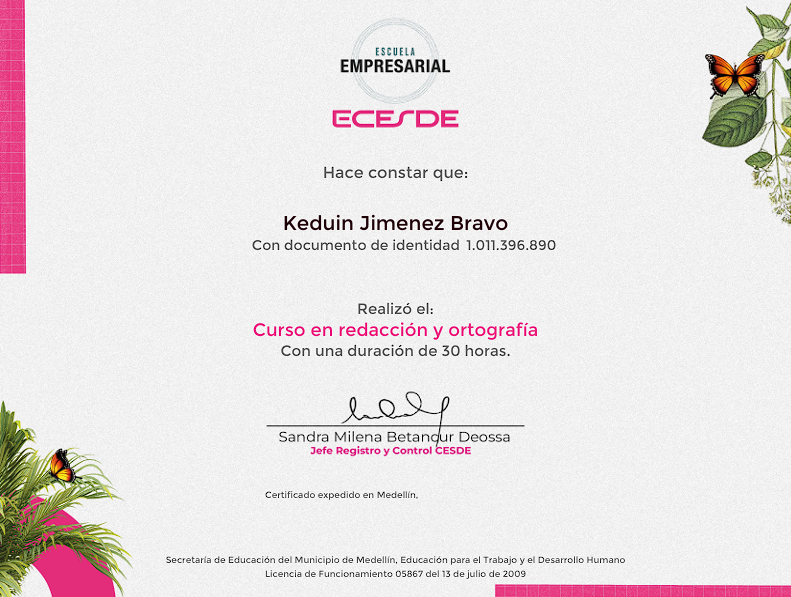 ESCUELA
EMPRESARIAL
CESDE
Hace constar que:
Keduin Jimenez Bravo
Con documento de identidad 1.011.396.890
Realizó el:
Curso en redacción y ortografía
Con una duración de 30 horas.
Sandra Milena Betancur Deossa
Jefe Registro y Control CESDE
Certificado expedido en Medellín,
Secretaría de Educación del Municipio de Medellín, Educación para el Trabajo y el Desarrollo Humano
Licencia de Funcionamiento 05867 del 13 de julio de 2009